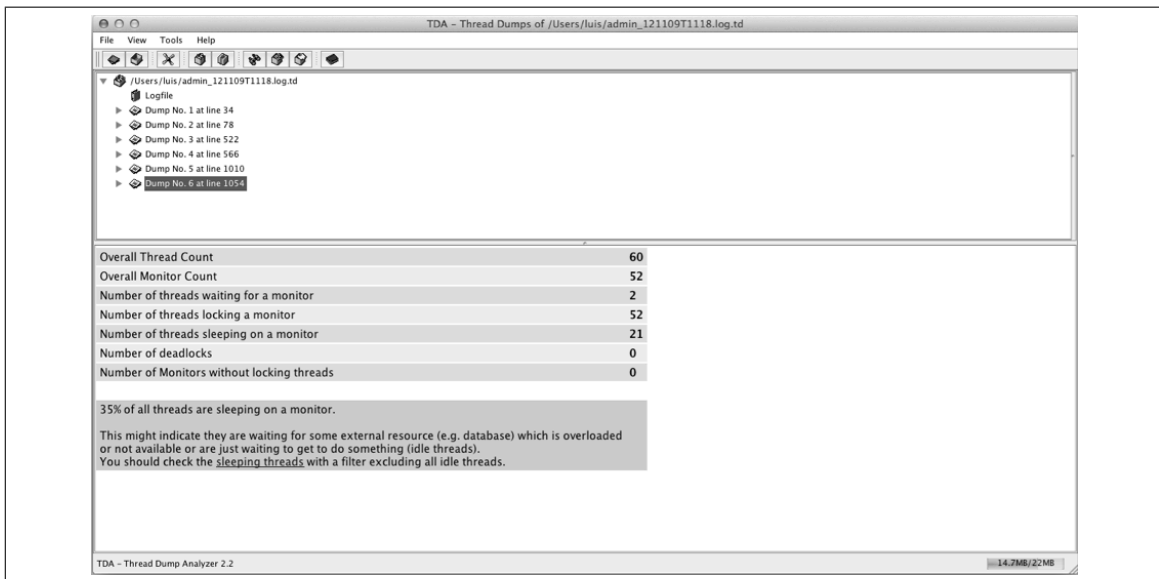 TDA – Thread Dumps of /Users/luis/admin_121109T1118.log.td
File View Tools Help
/Users/luis/admin_121109T1118.log.td
Logfile
Dump No. 1 at line 34
Dump No. 2 at line 78
Dump No. 3 at line 522
Dump No. 4 at line 566
Dump No. 5 at line 1010
Dump No. 6 at line 1054
Overall Thread Count 60
Overall Monitor Count 52
Number of threads waiting for a monitor 2
Number of threads locking a monitor 52
Number of threads sleeping on a monitor 21
Number of deadlocks 0
Number of Monitors without locking threads 0
35% of all threads are sleeping on a monitor.
This might indicate they are waiting for some external resource (e.g. database) which is overloaded
or not available or are just waiting to get to do something (idle threads).
You should check the sleeping threads with a filter excluding all idle threads.
TDA – Thread Dump Analyzer 2.2 14.7MB/22MB